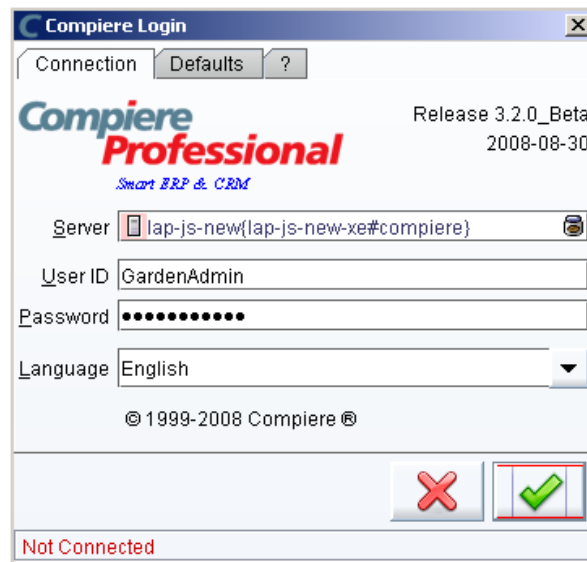 Compiere Login
Connection Defaults ?
Compiere Release 3.2.0_Beta
Professional 2008-08-30
Smart ERP & CRM
Server lap-js-new{lap-js-new-xe#compiere}
User ID GardenAdmin
Password ●●●●●●●●●●●
Language English
© 1999-2008 Compiere ®
Not Connected